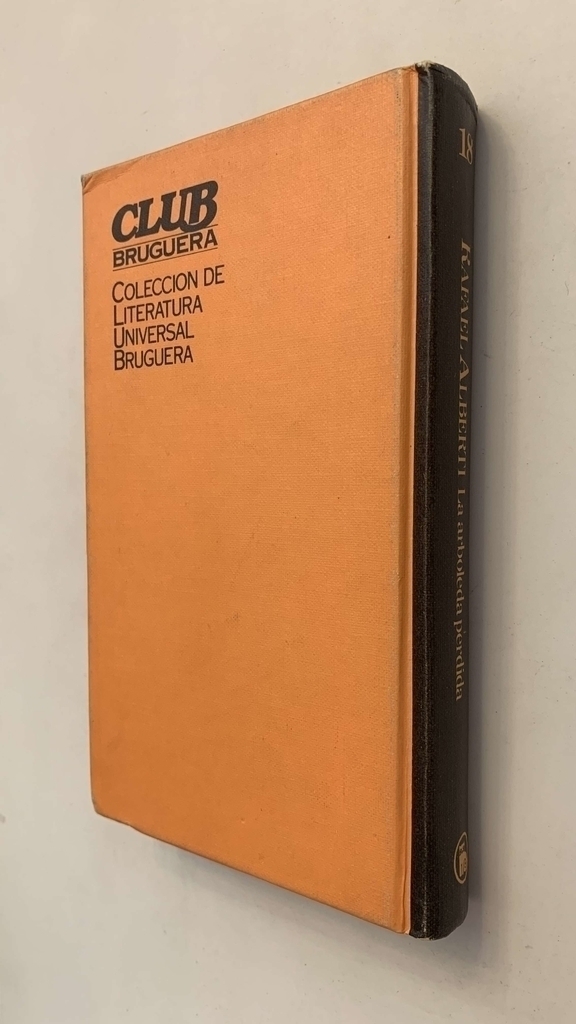 CLUB
BRUGUERA
COLECCION DE
LITERATURA
UNIVERSAL
BRUGUERA
18
RAFAEL ALBERTI La arboleda perdida